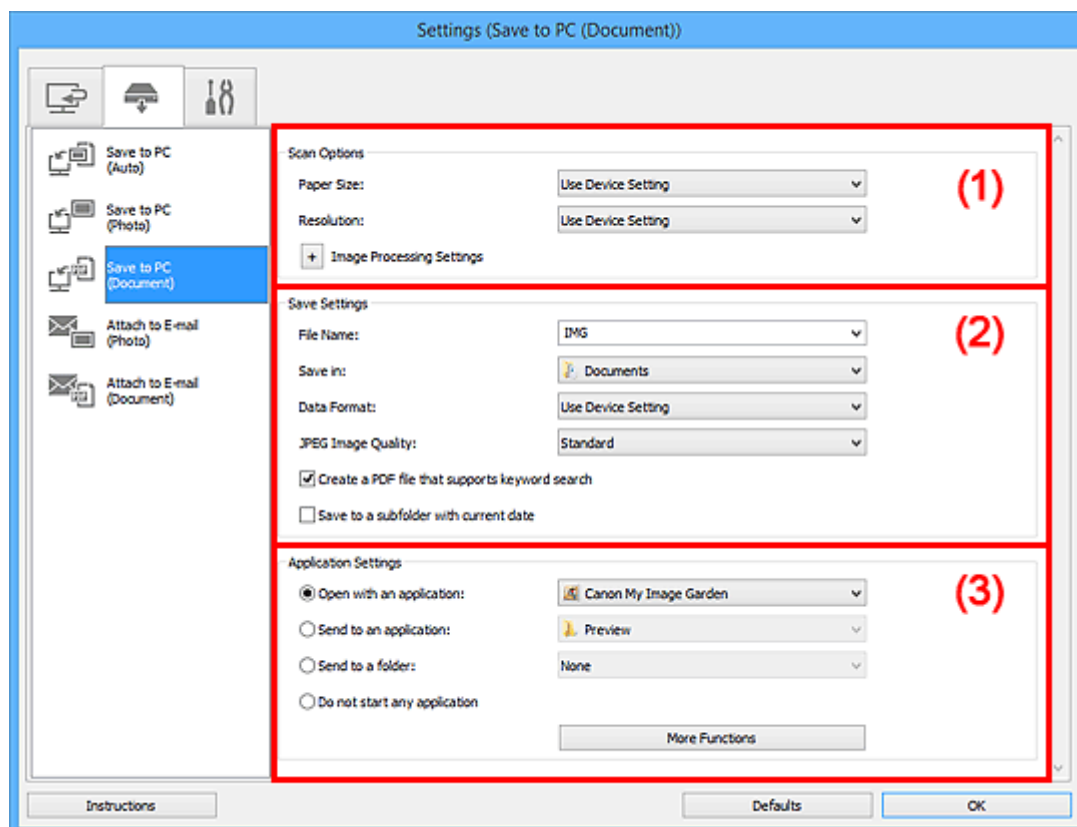 Settings (Save to PC (Document))
Save to PC
(Auto)
Save to PC
(Photo)
Save to PC
(Document)
Attach to E-mail
(Photo)
Attach to E-mail
(Document)
Scan Options
(1)
Paper Size: Use Device Setting
Resolution: Use Device Setting
+ Image Processing Settings
Save Settings
(2)
File Name: IMG
Save in: Documents
Data Format: Use Device Setting
JPEG Image Quality: Standard
Create a PDF file that supports keyword search
Save to a subfolder with current date
Application Settings
(3)
Open with an application: Canon My Image Garden
Send to an application: Preview
Send to a folder: None
Do not start any application
More Functions
Instructions Defaults OK